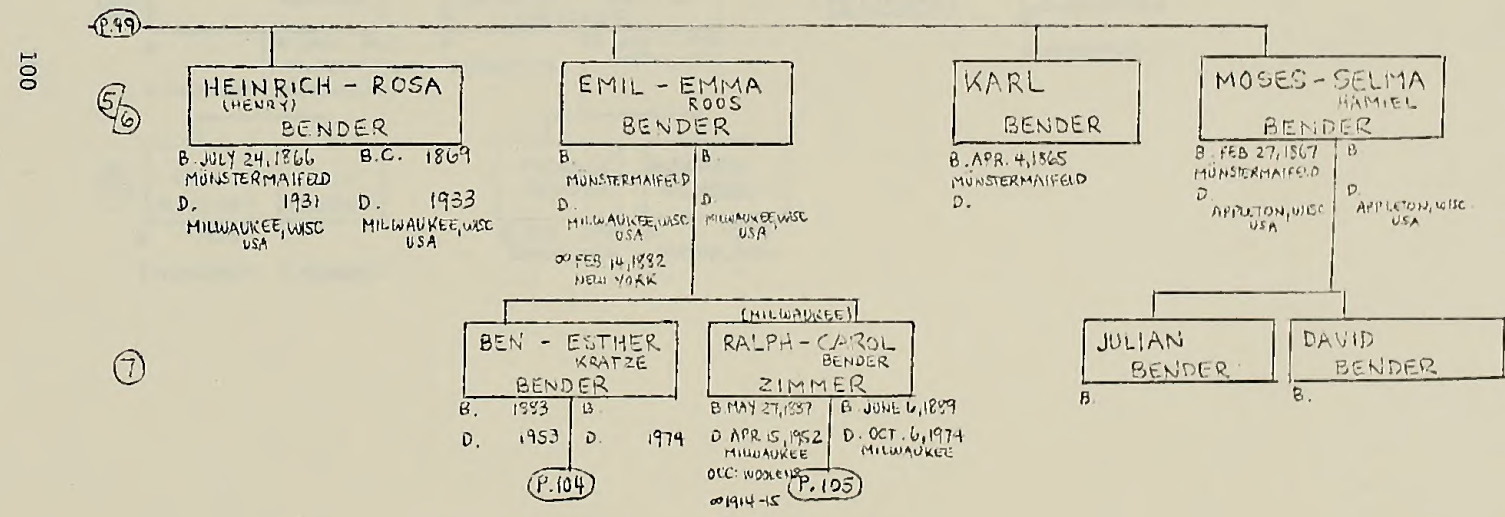 P.99
100
5/6
HEINRICH - ROSA
(HENRY)
BENDER
B. JULY 24, 1866
MÜNSTERMAIFELD
D. 1931
MILWAUKEE, WISC
USA
B.C. 1869
D. 1933
MILWAUKEE, WISC
USA
EMIL - EMMA
ROOS
BENDER
B.
MÜNSTERMAIFELD
D.
MILWAUKEE, WISC
USA
B.
D.
MILWAUKEE, WISC
USA
∞ FEB 14, 1882
NEW YORK
KARL
BENDER
B. APR. 4, 1865
MÜNSTERMAIFELD
D.
MOSES - SELMA
HAMIEL
BENDER
B. FEB 27, 1867
MÜNSTERMAIFELD
D.
APPLETON, WISC
USA
B
D.
APPLETON, WISC.
USA
7
BEN - ESTHER
KRATZE
BENDER
B. 1883
D. 1953
B.
D. 1974
P.104
(MILWAUKEE)
RALPH - CAROL
BENDER
ZIMMER
B. MAY 27, 1887
D APR 15, 1952
MILWAUKEE
OCC: WOOLENS
∞ 1914-15
B. JUNE 6, 1889
D. OCT. 6, 1974
MILWAUKEE
P.105
JULIAN
BENDER
B.
DAVID
BENDER
B.